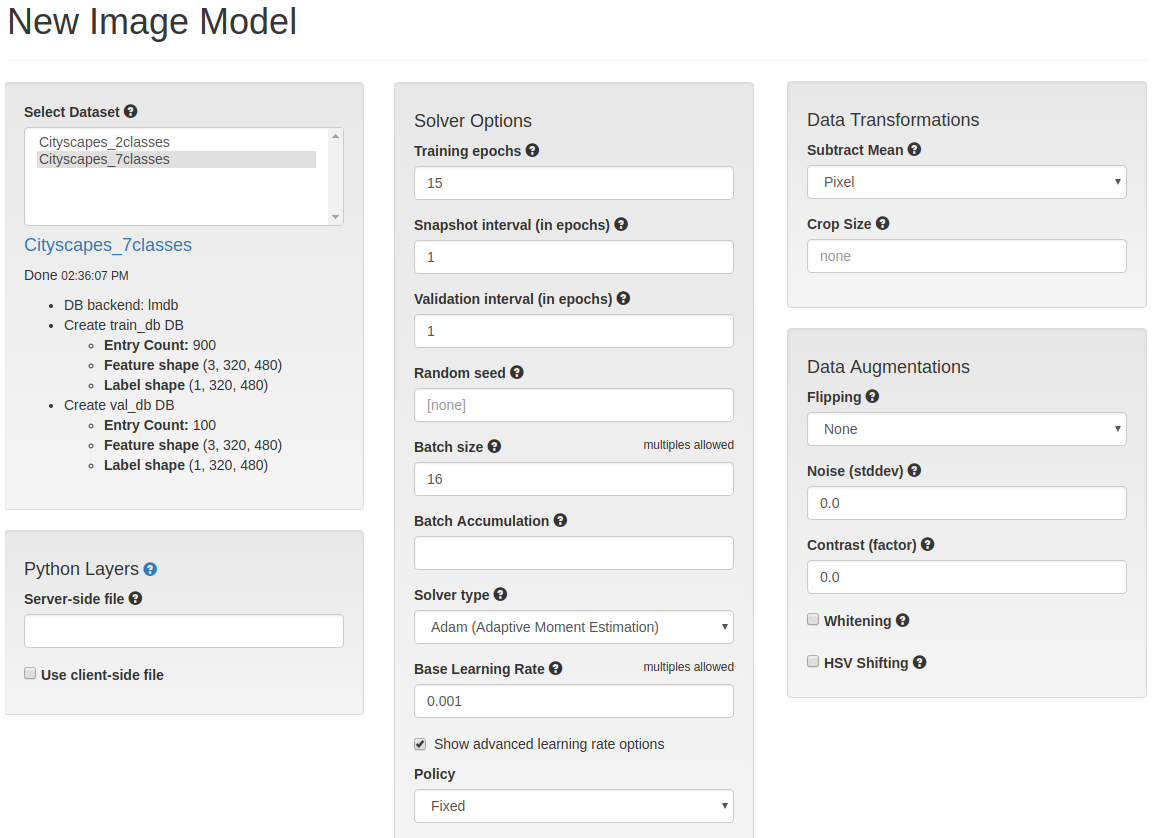 New Image Model
Select Dataset
Cityscapes_2classes
Cityscapes_7classes
Cityscapes_7classes
Done 02:36:07 PM
DB backend: lmdb
Create train_db DB
Entry Count: 900
Feature shape (3, 320, 480)
Label shape (1, 320, 480)
Create val_db DB
Entry Count: 100
Feature shape (3, 320, 480)
Label shape (1, 320, 480)
Python Layers
Server-side file
Use client-side file
Solver Options
Training epochs
15
Snapshot interval (in epochs)
1
Validation interval (in epochs)
1
Random seed
[none]
Batch size multiples allowed
16
Batch Accumulation
Solver type
Adam (Adaptive Moment Estimation)
Base Learning Rate multiples allowed
0.001
Show advanced learning rate options
Policy
Fixed
Data Transformations
Subtract Mean
Pixel
Crop Size
none
Data Augmentations
Flipping
None
Noise (stddev)
0.0
Contrast (factor)
0.0
Whitening
HSV Shifting